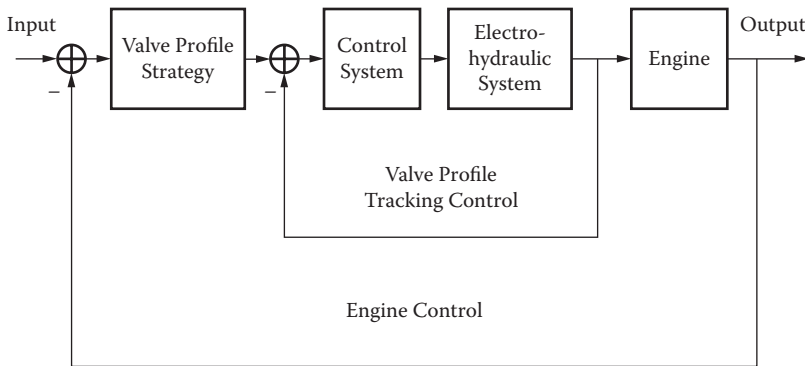 Input
Valve Profile
Strategy
Control
System
Electro-
hydraulic
System
Engine
Output
–
–
Valve Profile
Tracking Control
Engine Control